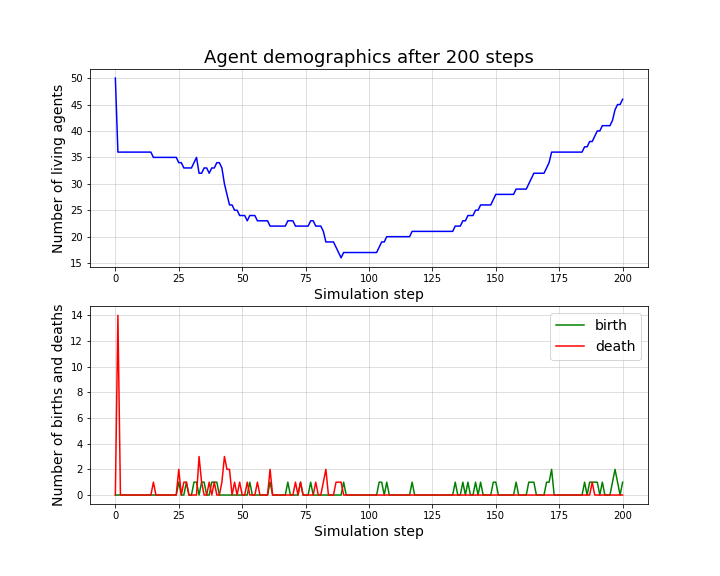 Agent demographics after 200 steps
Number of living agents
50
45
40
35
30
25
20
15
0 25 50 75 100 125 150 175 200
Simulation step
Number of births and deaths
14
12
10
8
6
4
2
0
birth
death
0 25 50 75 100 125 150 175 200
Simulation step